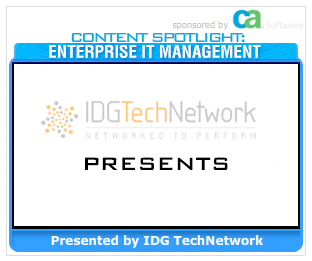 sponsored by ca Software
CONTENT SPOTLIGHT:
ENTERPRISE IT MANAGEMENT
IDGTechNetwork
NETWORKED TO PERFORM
PRESENTS
Presented by IDG TechNetwork